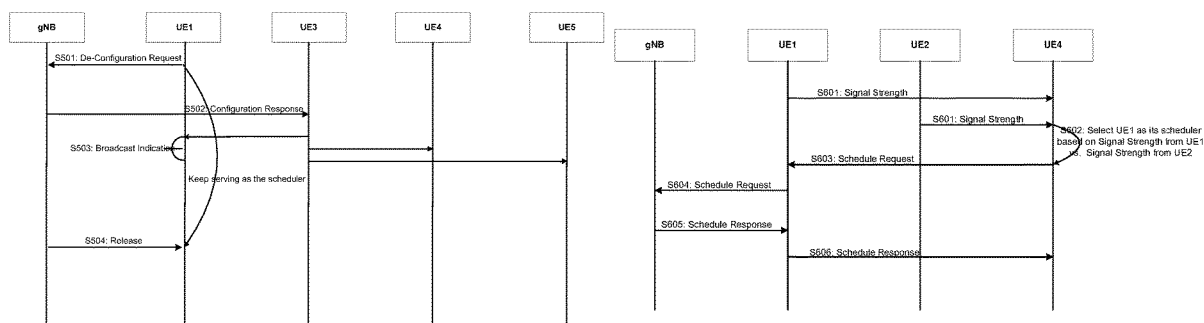 gNB
UE1
UE3
UE4
UE5
S501: De-Configuration Request
S502: Configuration Response
S503: Broadcast Indication
Keep serving as the scheduler
S504: Release
gNB
UE1
UE2
UE4
S601: Signal Strength
S601: Signal Strength
S602: Select UE1 as its scheduler
based on Signal Strength from UE1
vs. Signal Strength from UE2
S603: Schedule Request
S604: Schedule Request
S605: Schedule Response
S606: Schedule Response